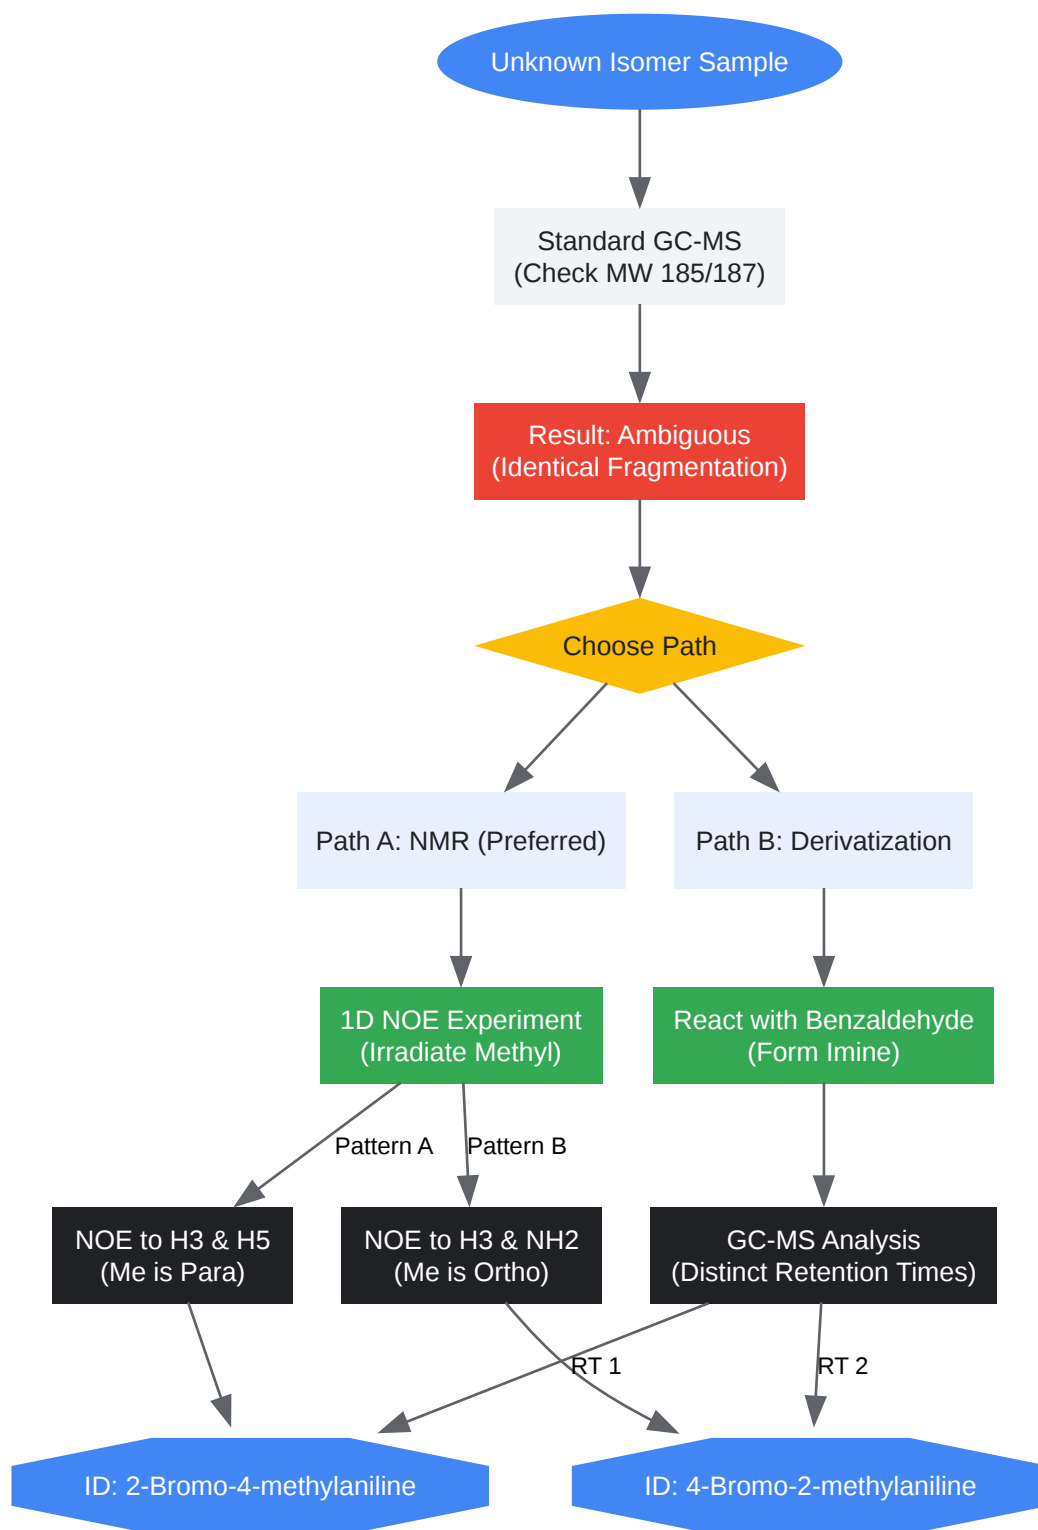 Unknown Isomer Sample
Standard GC-MS
(Check MW 185/187)
Result: Ambiguous
(Identical Fragmentation)
Choose Path
Path A: NMR (Preferred)
Path B: Derivatization
1D NOE Experiment
(Irradiate Methyl)
React with Benzaldehyde
(Form Imine)
Pattern A
Pattern B
NOE to H3 & H5
(Me is Para)
NOE to H3 & NH2
(Me is Ortho)
GC-MS Analysis
(Distinct Retention Times)
RT 1
RT 2
ID: 2-Bromo-4-methylaniline
ID: 4-Bromo-2-methylaniline